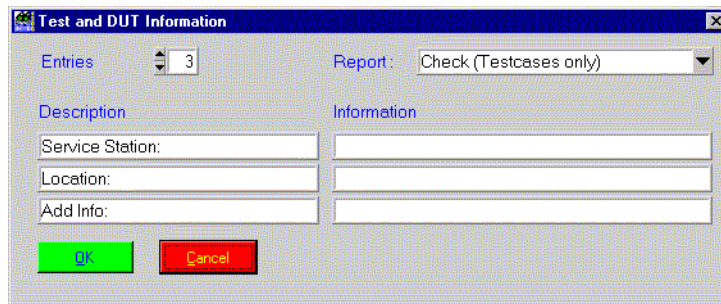 Test and DUT Information
Entries 3 Report : Check (Testcases only)
Description Information
Service Station:
Location:
Add Info:
OK Cancel